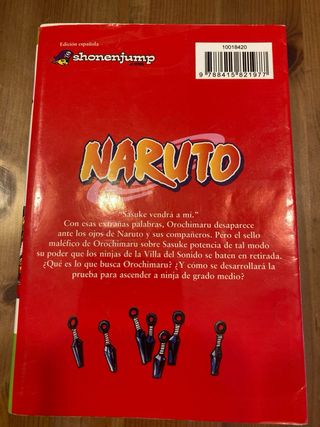 Edición española
shonenjump
10018420
9 788415 821977
NARUTO
"Sasuke vendrá a mí."
Con esas extrañas palabras, Orochimaru desaparece
ante los ojos de Naruto y sus compañeros. Pero el sello
maléfico de Orochimaru sobre Sasuke potencia de tal modo
su poder que los ninjas de la Villa del Sonido se baten en retirada.
¿Qué es lo que busca Orochimaru? ¿Y cómo se desarrollará la
prueba para ascender a ninja de grado medio?